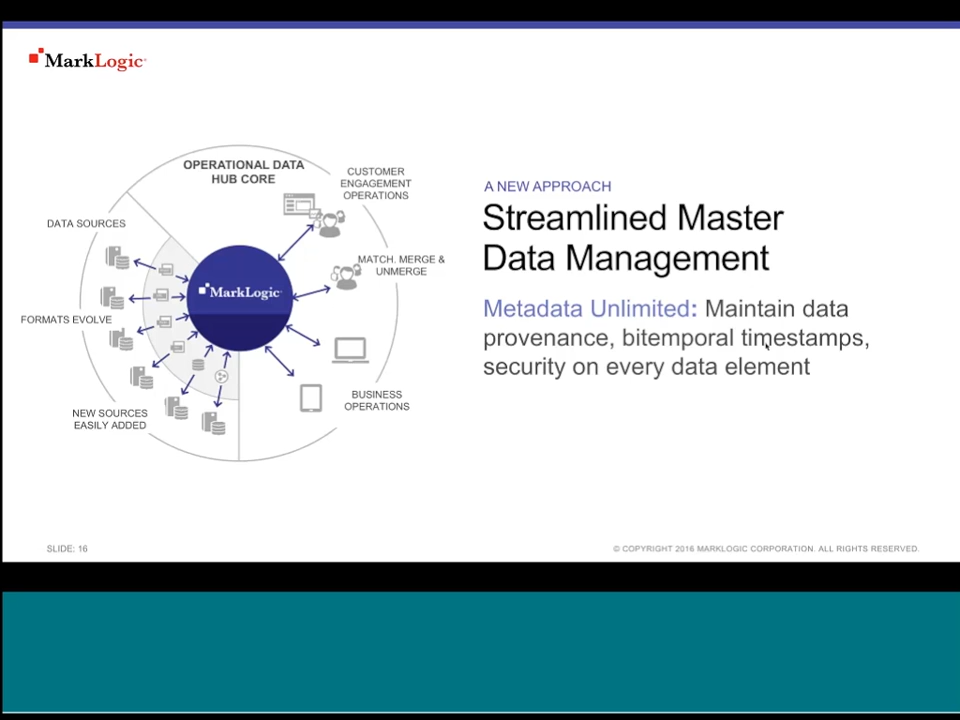 MarkLogic
OPERATIONAL DATA
HUB CORE
CUSTOMER
ENGAGEMENT
OPERATIONS
DATA SOURCES
MATCH. MERGE &
UNMERGE
MarkLogic
FORMATS EVOLVE
BUSINESS
OPERATIONS
NEW SOURCES
EASILY ADDED
A NEW APPROACH
Streamlined Master
Data Management
Metadata Unlimited: Maintain data
provenance, bitemporal timestamps,
security on every data element
SLIDE: 16
© COPYRIGHT 2016 MARKLOGIC CORPORATION. ALL RIGHTS RESERVED.